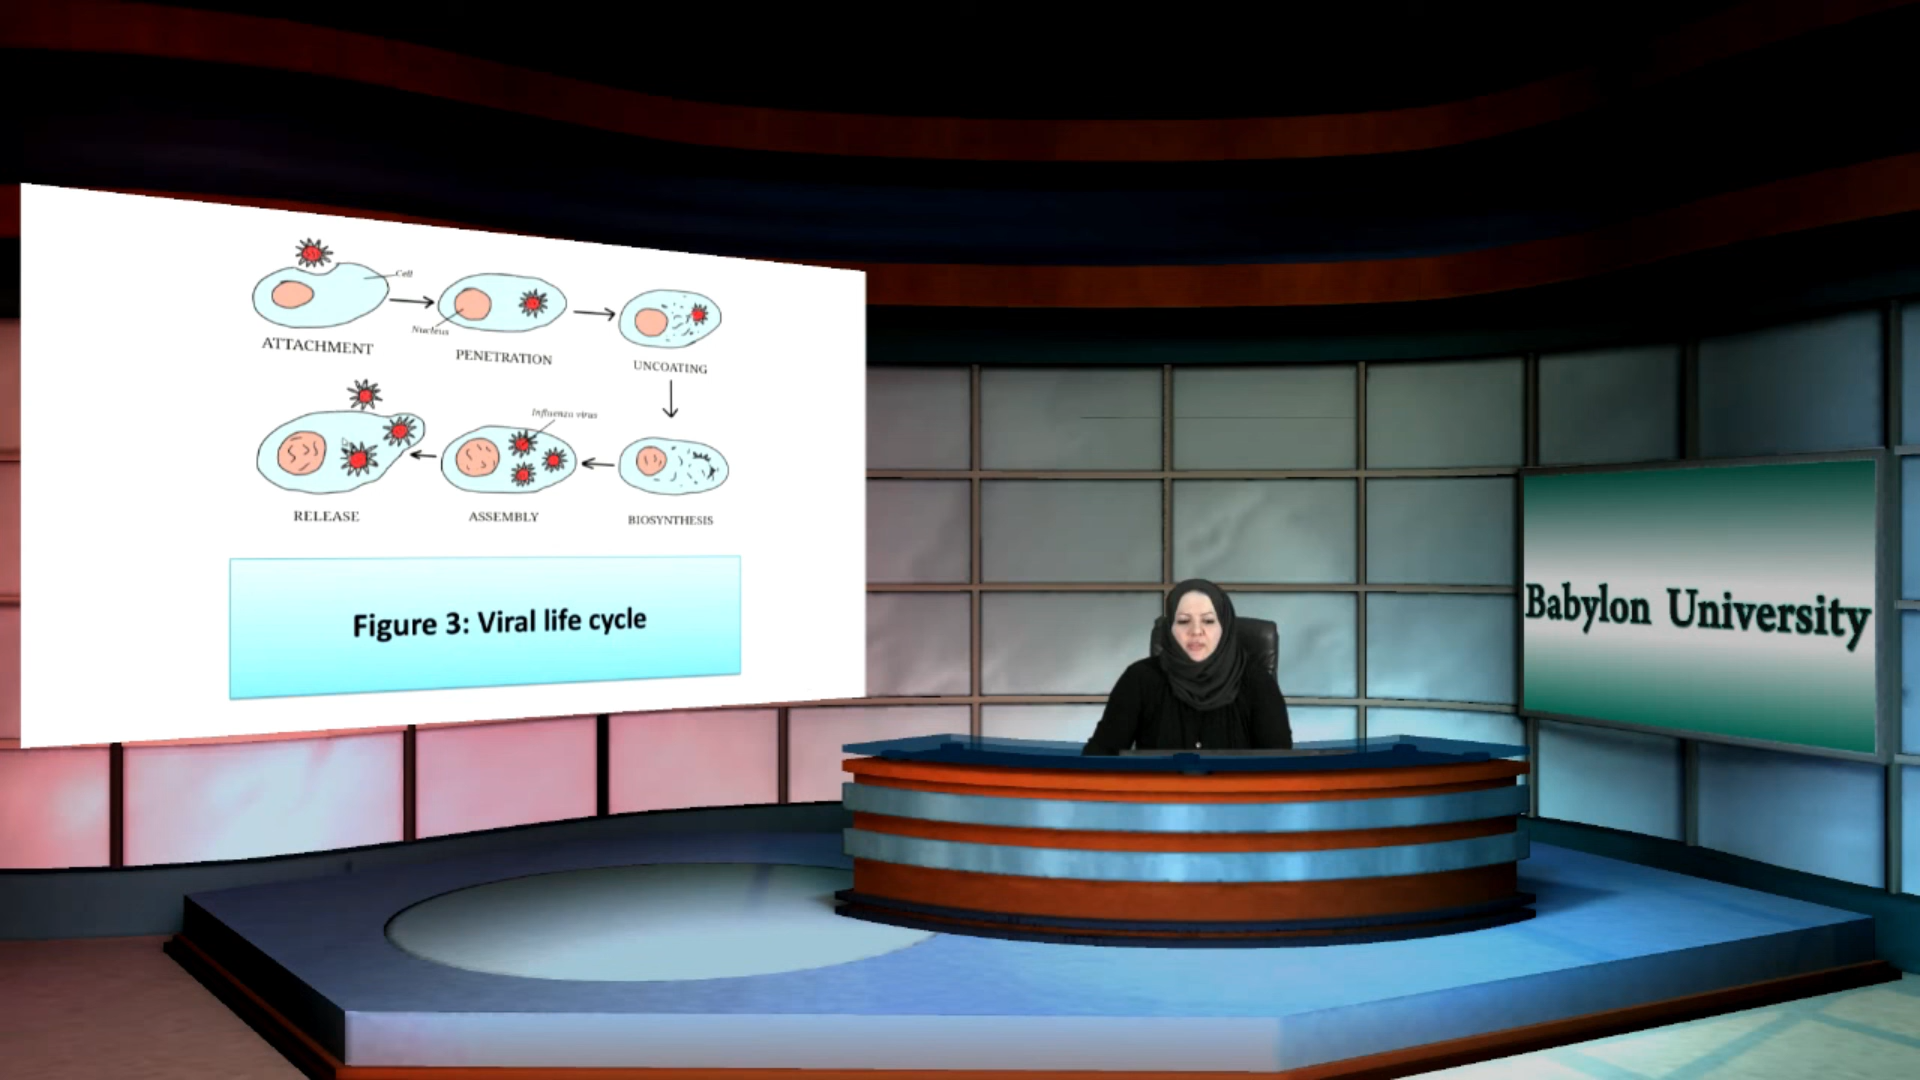 Cell
Nucleus
ATTACHMENT
PENETRATION
UNCOATING
Influenza virus
RELEASE
ASSEMBLY
BIOSYNTHESIS
Figure 3: Viral life cycle
Babylon University